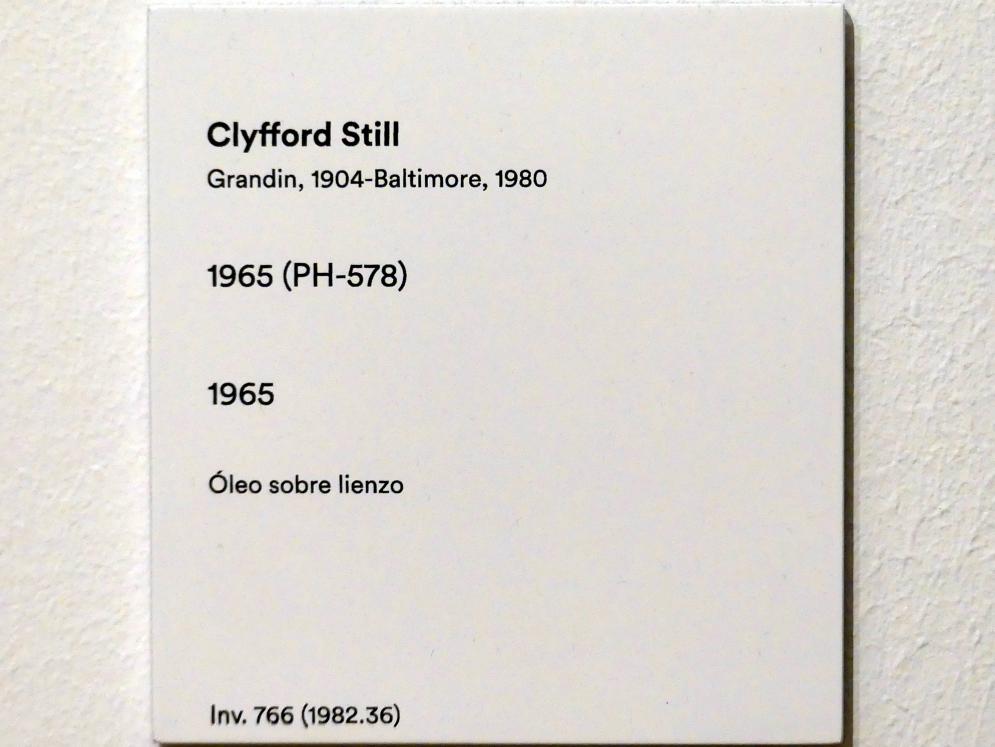 Clyfford Still
Grandin, 1904-Baltimore, 1980
1965 (PH-578)
1965
Óleo sobre lienzo
Inv. 766 (1982.36)